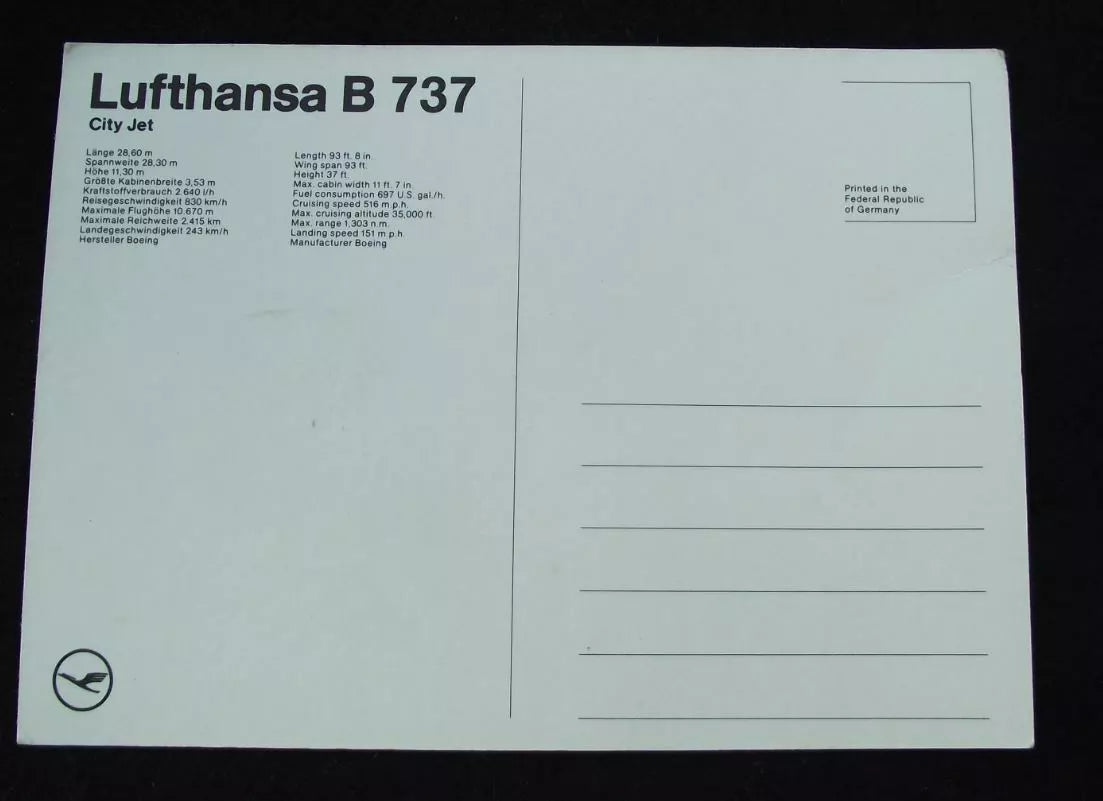 Lufthansa B 737
City Jet
Länge 28,60 m
Spannweite 28,30 m
Höhe 11,30 m
Größte Kabinenbreite 3,53 m
Kraftstoffverbrauch 2.640 l/h
Reisegeschwindigkeit 830 km/h
Maximale Flughöhe 10.670 m
Maximale Reichweite 2.415 km
Landegeschwindigkeit 243 km/h
Hersteller Boeing
Length 93 ft. 8 in.
Wing span 93 ft.
Height 37 ft.
Max. cabin width 11 ft. 7 in.
Fuel consumption 697 U.S. gal./h.
Cruising speed 516 m.p.h.
Max. cruising altitude 35,000 ft.
Max. range 1,303 n.m.
Landing speed 151 m.p.h.
Manufacturer Boeing
Printed in the
Federal Republic
of Germany